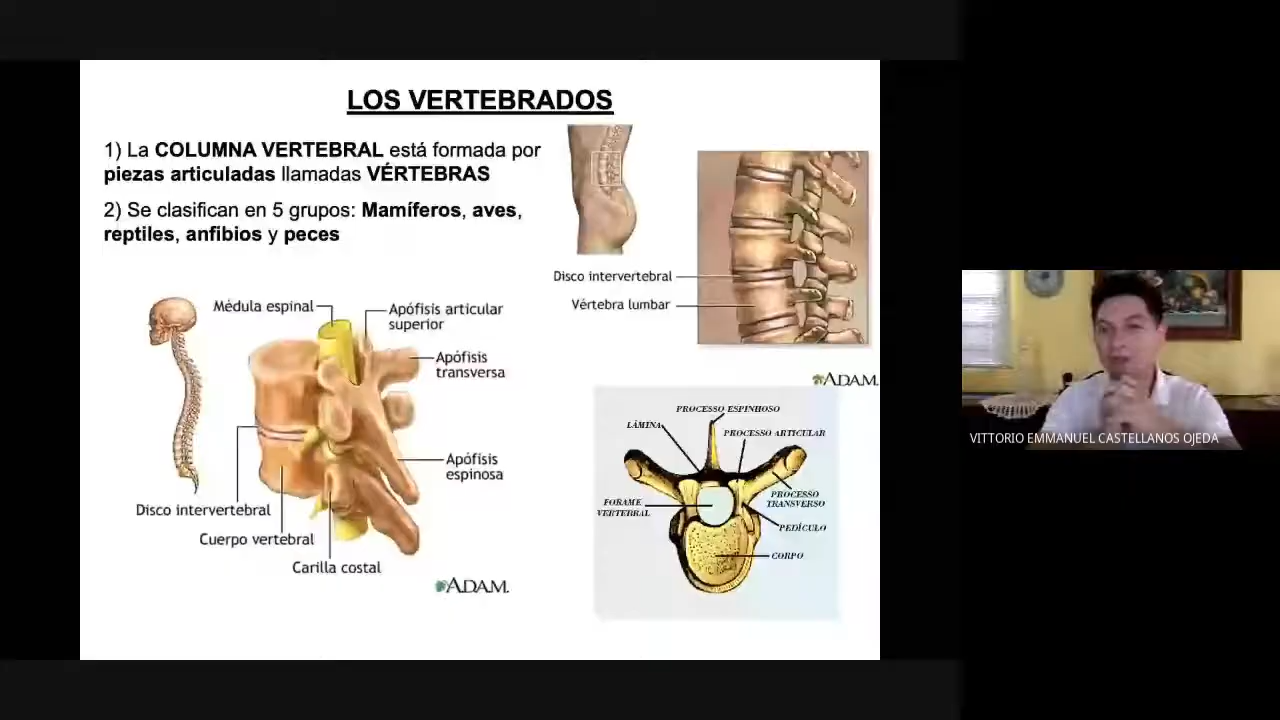 LOS VERTEBRADOS
1) La COLUMNA VERTEBRAL está formada por
piezas articuladas llamadas VÉRTEBRAS
2) Se clasifican en 5 grupos: Mamíferos, aves,
reptiles, anfibios y peces
Disco intervertebral
Vértebra lumbar
ADAM.
Médula espinal
Apófisis articular
superior
Apófisis
transversa
Apófisis
espinosa
Disco intervertebral
Cuerpo vertebral
Carilla costal
ADAM.
PROCESSO ESPINHOSO
LÂMINA
PROCESSO ARTICULAR
FORAME
VERTEBRAL
PROCESSO
TRANSVERSO
PEDÍCULO
CORPO
VITTORIO EMMANUEL CASTELLANOS OJEDA